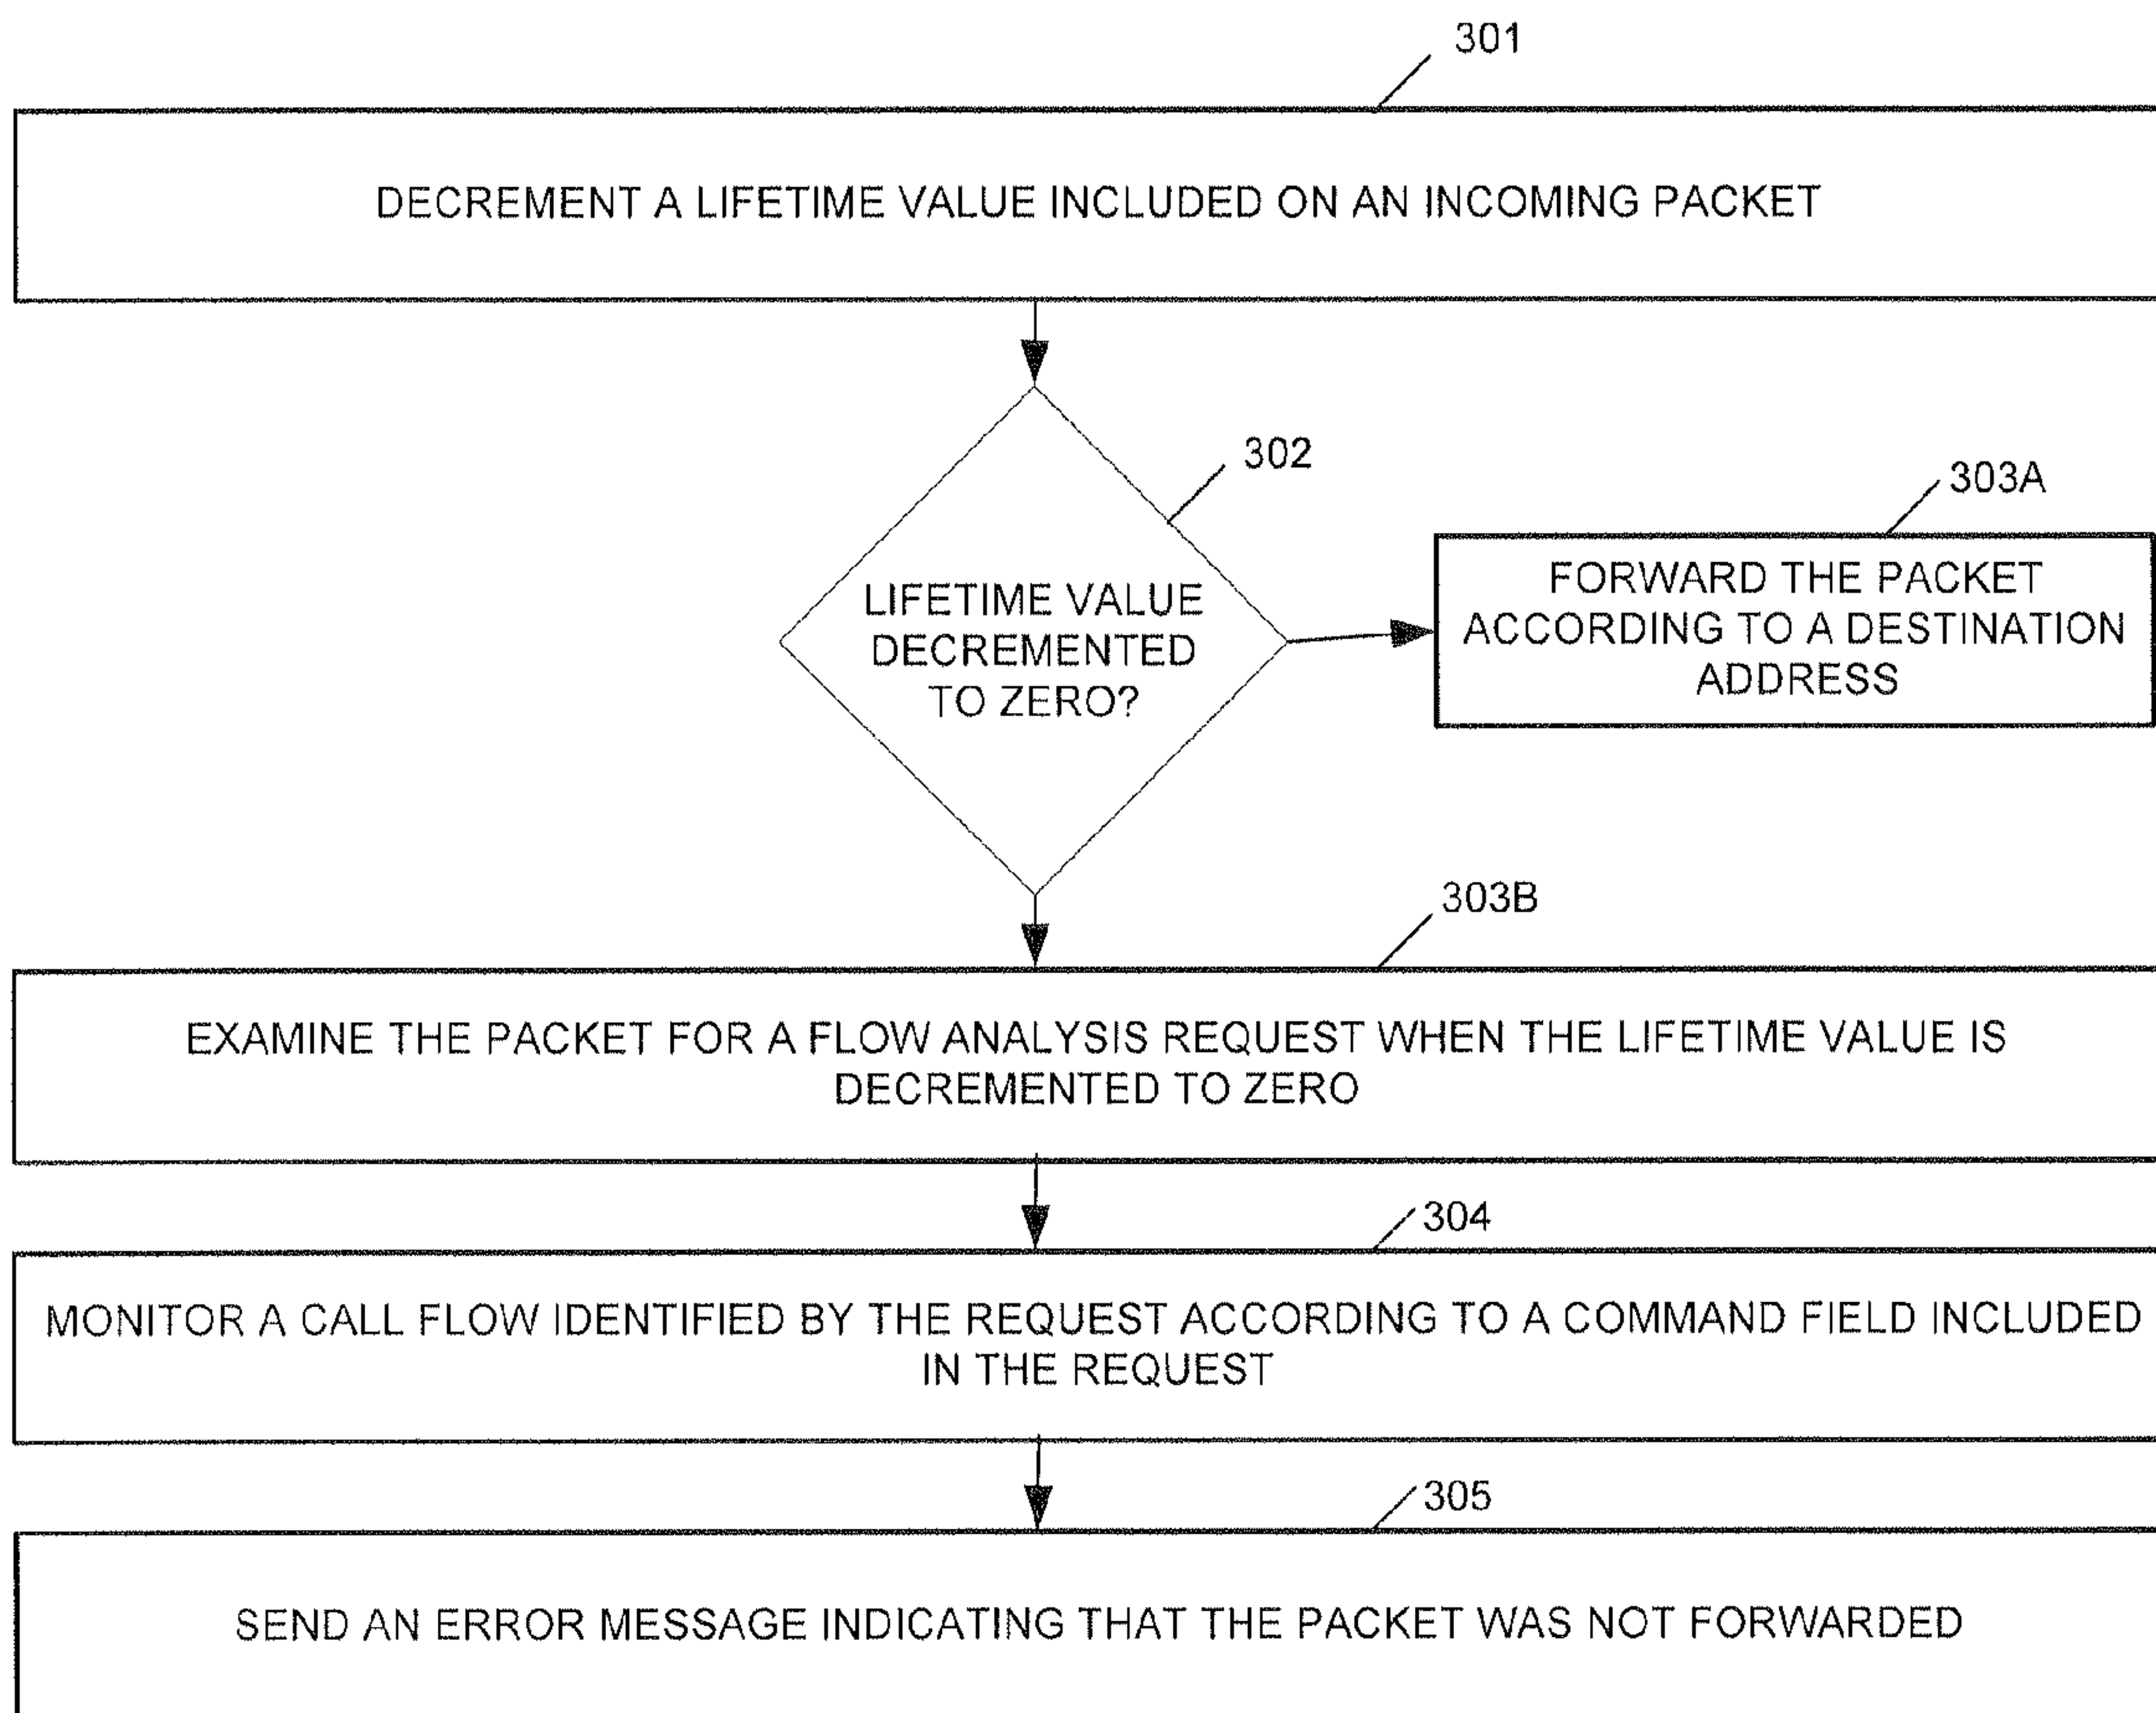 301
DECREMENT A LIFETIME VALUE INCLUDED ON AN INCOMING PACKET
302
LIFETIME VALUE
DECREMENTED
TO ZERO?
303A
FORWARD THE PACKET
ACCORDING TO A DESTINATION
ADDRESS
303B
EXAMINE THE PACKET FOR A FLOW ANALYSIS REQUEST WHEN THE LIFETIME VALUE IS
DECREMENTED TO ZERO
304
MONITOR A CALL FLOW IDENTIFIED BY THE REQUEST ACCORDING TO A COMMAND FIELD INCLUDED
IN THE REQUEST
305
SEND AN ERROR MESSAGE INDICATING THAT THE PACKET WAS NOT FORWARDED